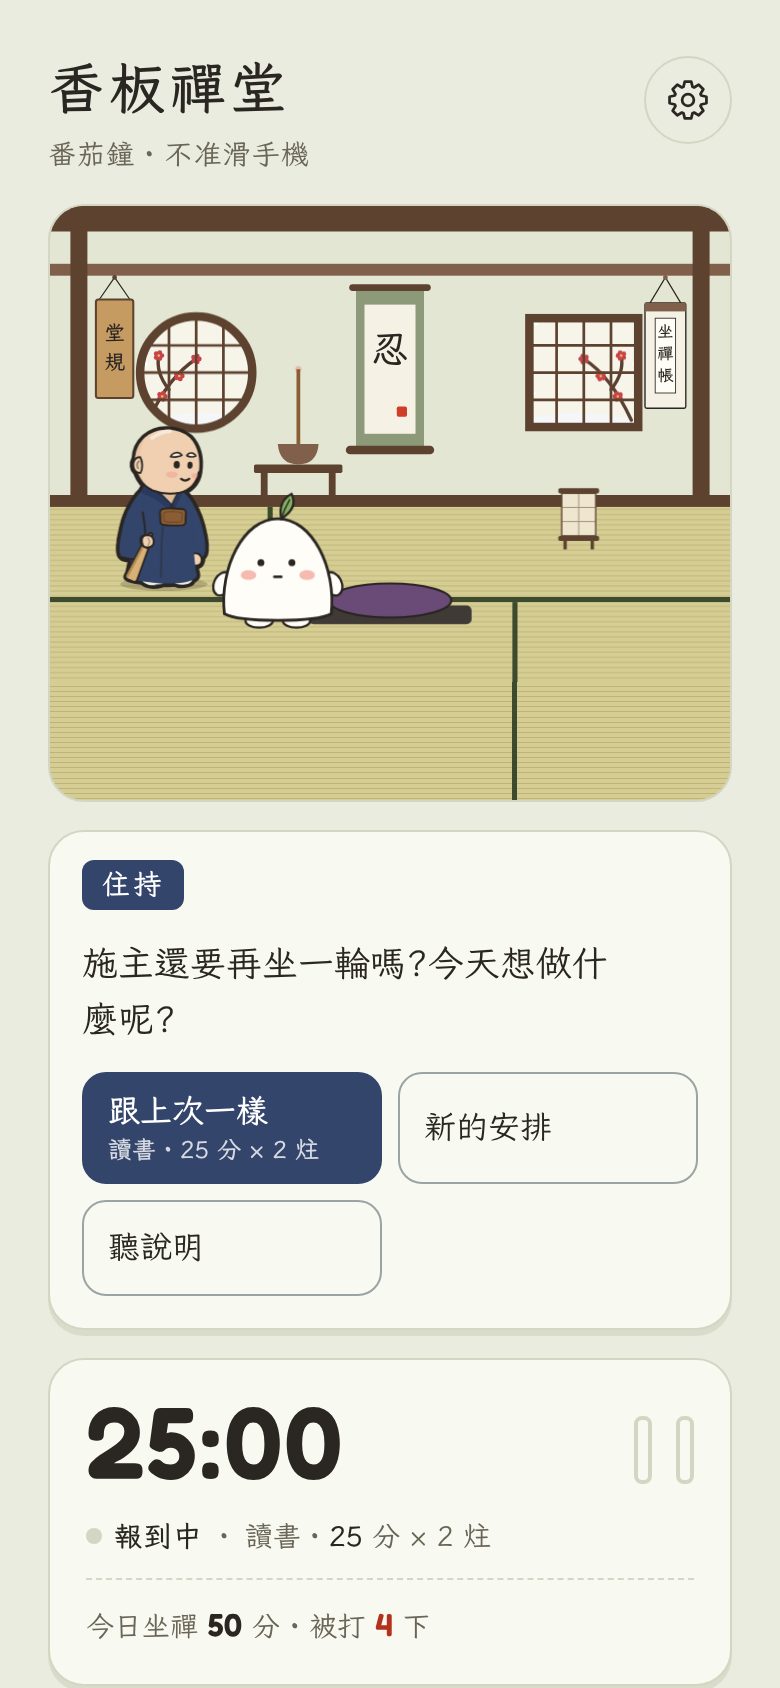 香板禪堂
番茄鐘・不准滑手機
堂規
忍
坐禪帳
住持
施主還要再坐一輪嗎?今天想做什
麼呢?
跟上次一樣
讀書・25 分 × 2 炷
新的安排
聽說明
25:00
報到中 ・ 讀書・25 分 × 2 炷
今日坐禪 50 分・被打 4 下